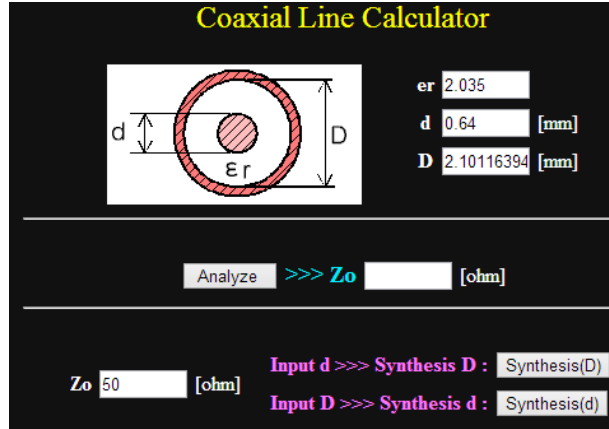 Coaxial Line Calculator
d
D
εr
er 2.035
d 0.64 [mm]
D 2.10116394 [mm]
Analyze >>> Zo [ohm]
Zo 50 [ohm]
Input d >>> Synthesis D : Synthesis(D)
Input D >>> Synthesis d : Synthesis(d)